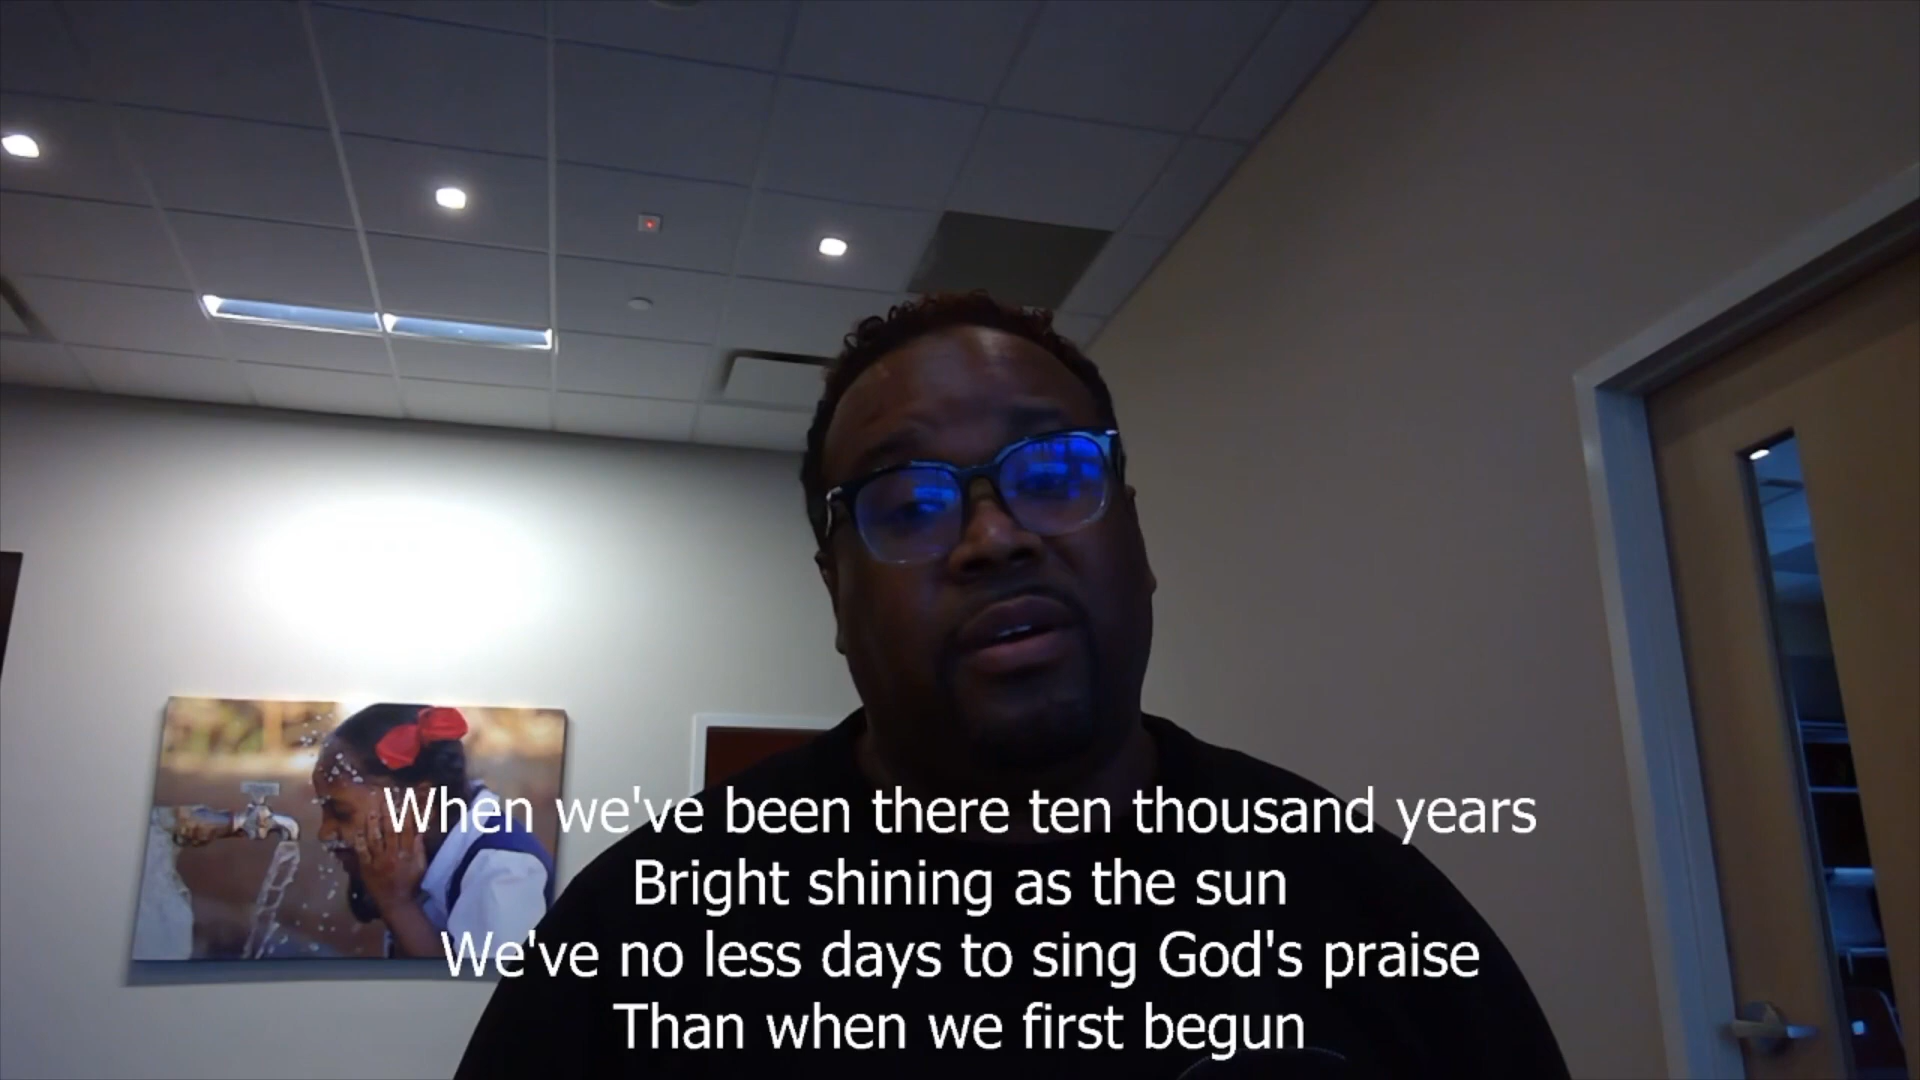 When we've been there ten thousand years
Bright shining as the sun
We've no less days to sing God's praise
Than when we first begun